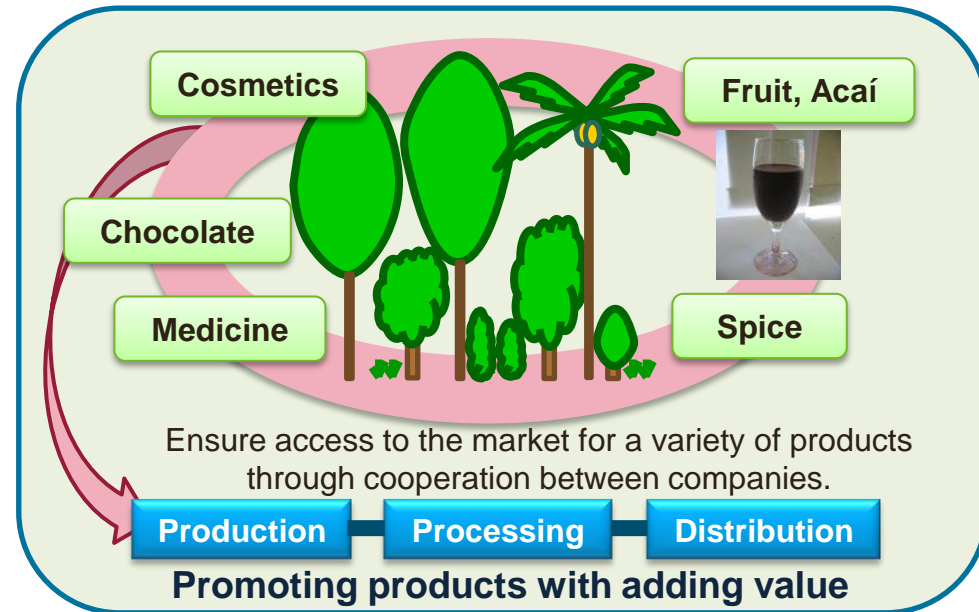 Cosmetics
Fruit, Acaí
Chocolate
Medicine
Spice
Ensure access to the market for a variety of products
through cooperation between companies.
Production
Processing
Distribution
Promoting products with adding value